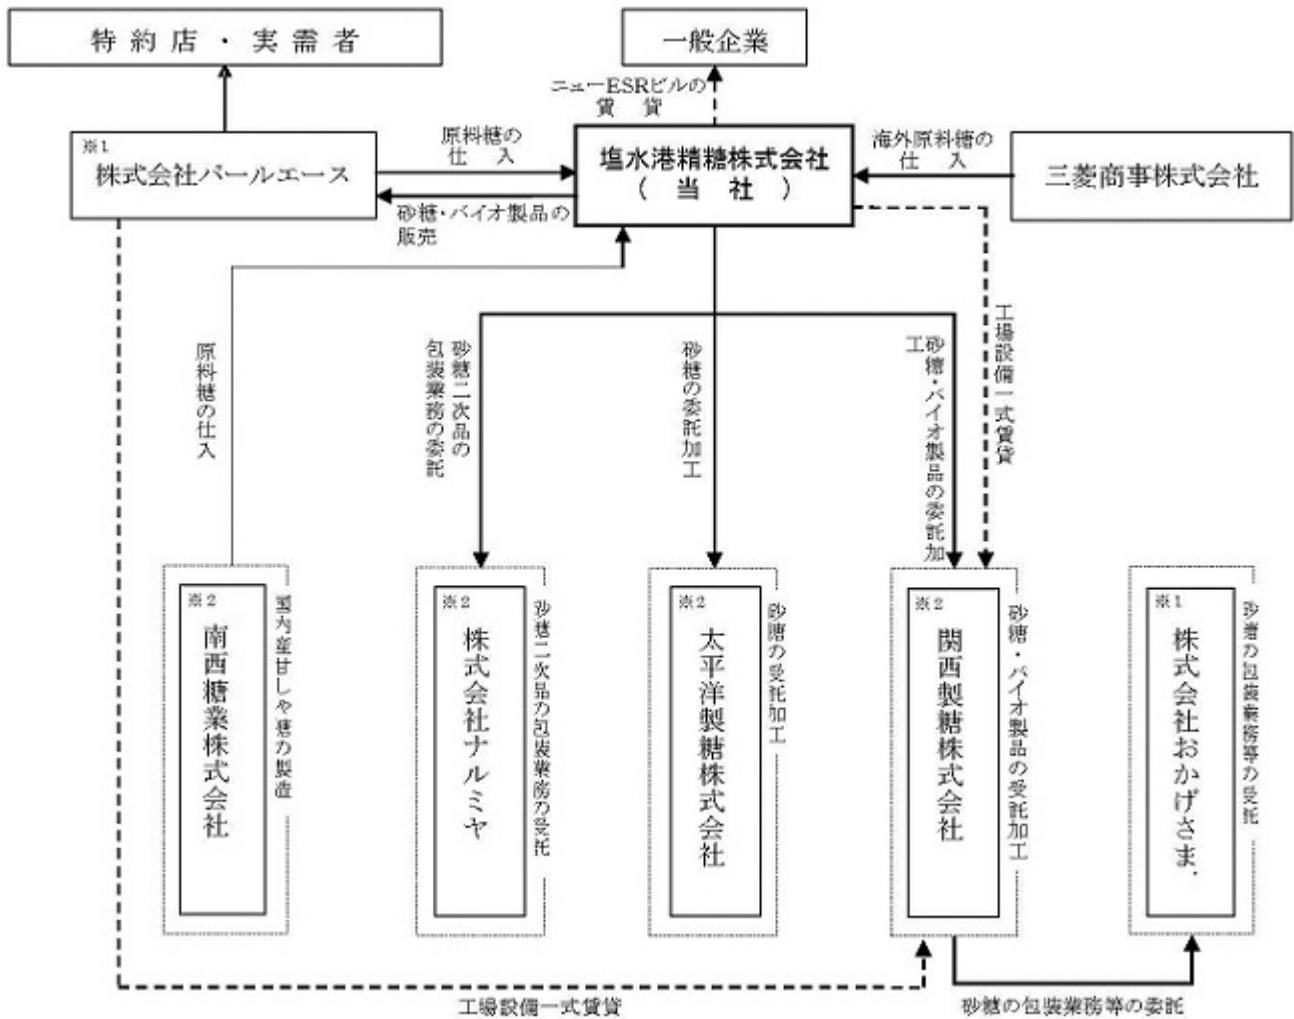 特約店・実需者
一般企業
ニューESRビルの
賃貸
※1
株式会社パールエース
原料糖の
仕入
砂糖・バイオ製品の
販売
塩水港精糖株式会社
(当社)
海外原料糖の
仕入
三菱商事株式会社
原料糖の仕入
砂糖二次品の
包装業務の委託
砂糖の委託加工
砂糖・バイオ製品の委託加
工
工場設備一式賃貸
※2
南西糖業株式会社
国内産甘しゃ糖の製造
※2
株式会社ナルミヤ
砂糖二次品の包装業務の受託
※2
太平洋製糖株式会社
砂糖の受託加工
※2
関西製糖株式会社
砂糖・バイオ製品の受託加工
※1
株式会社おかげさま.
砂糖の包装業務等の受託
工場設備一式賃貸
砂糖の包装業務等の委託